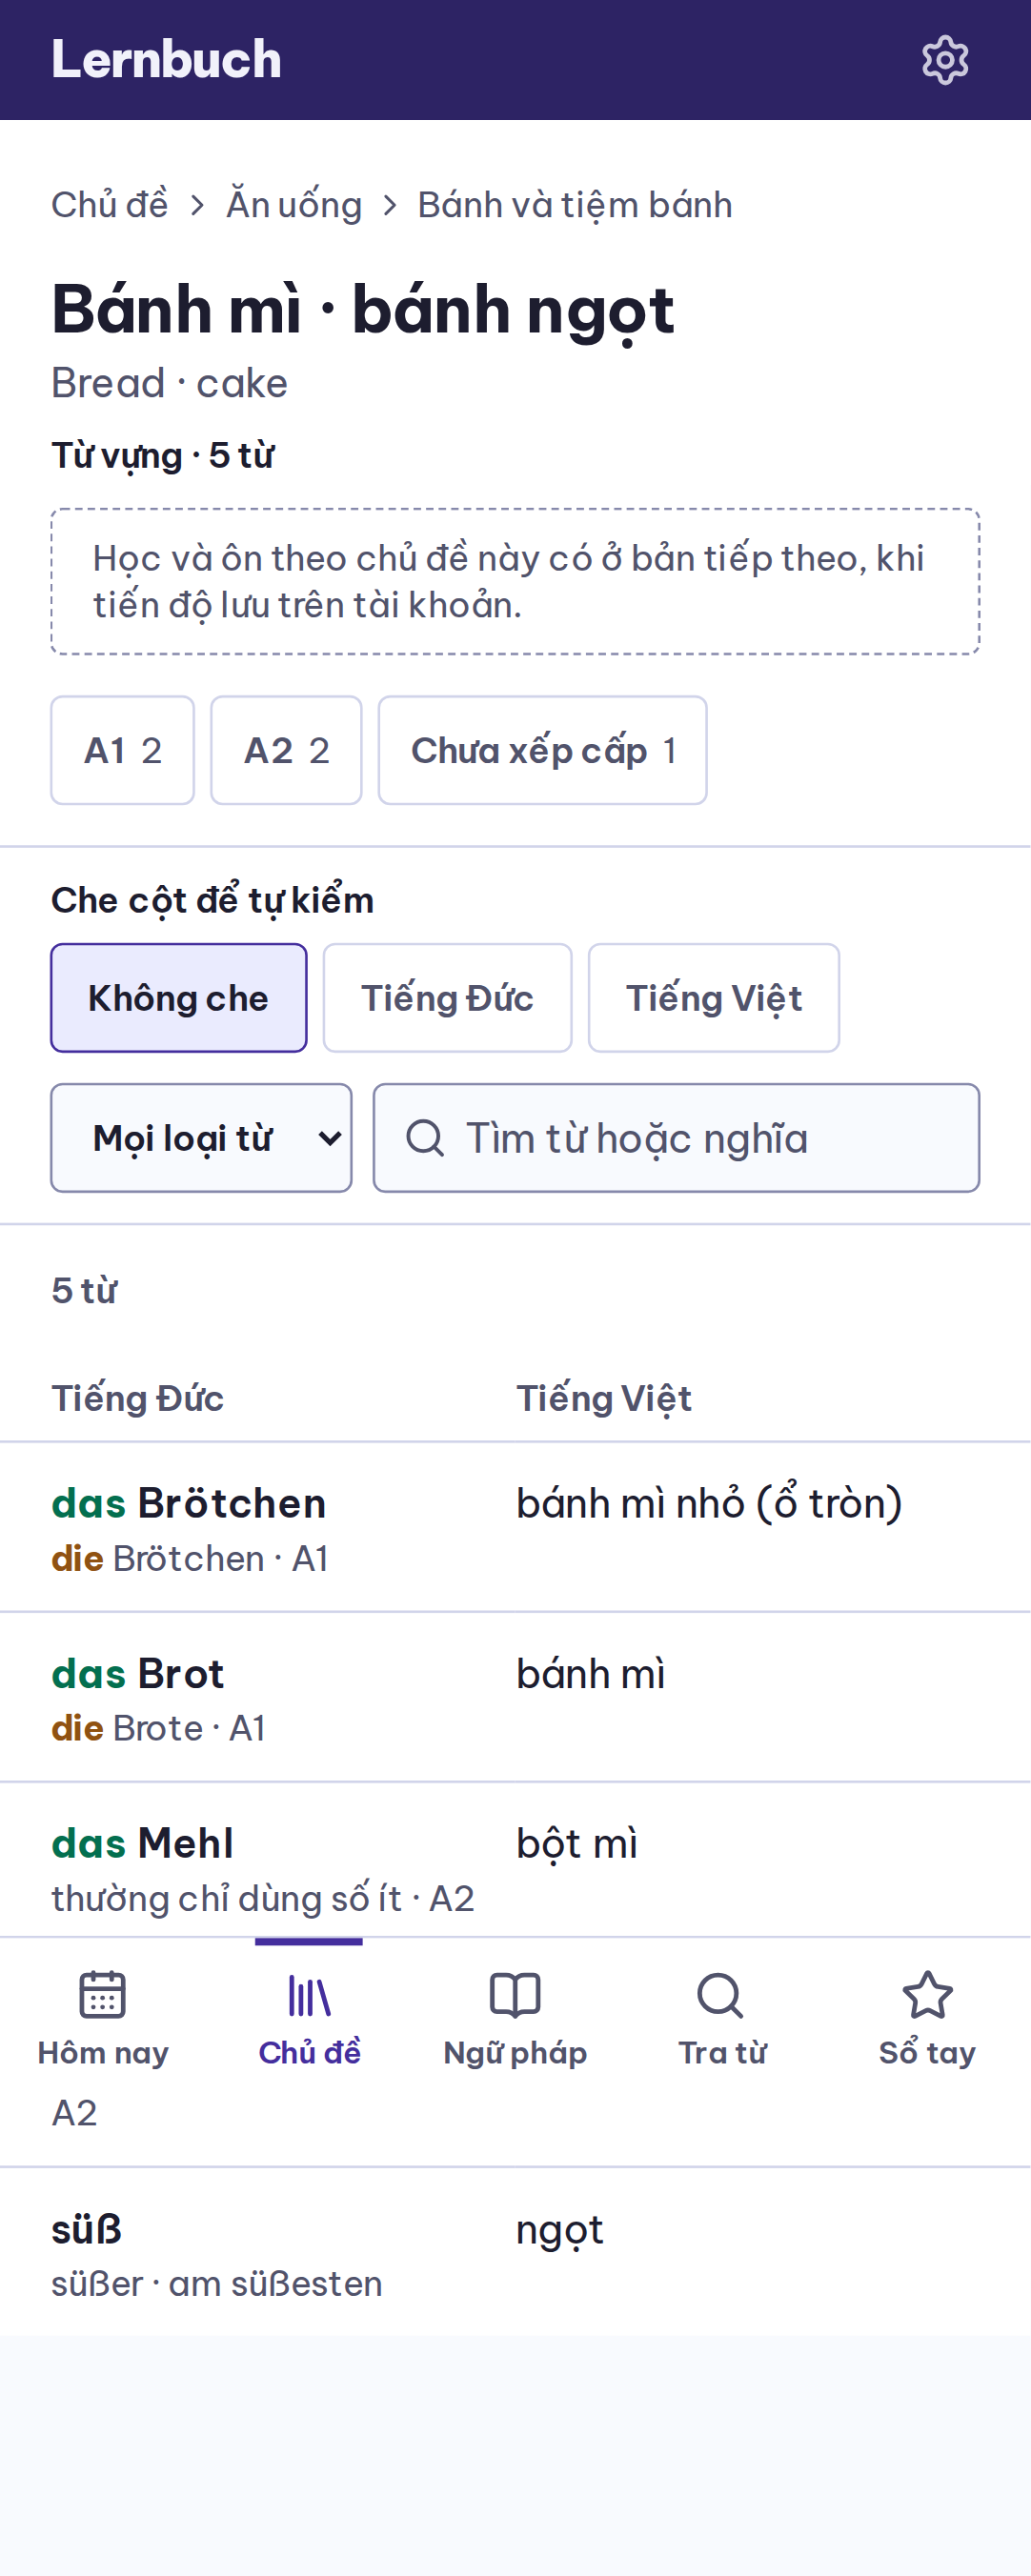 Lernbuch
Chủ đề > Ăn uống > Bánh và tiệm bánh
Bánh mì · bánh ngọt
Bread · cake
Từ vựng · 5 từ
Học và ôn theo chủ đề này có ở bản tiếp theo, khi
tiến độ lưu trên tài khoản.
A1 2 A2 2 Chưa xếp cấp 1
Che cột để tự kiểm
Không che Tiếng Đức Tiếng Việt
Mọi loại từ Tìm từ hoặc nghĩa
5 từ
Tiếng Đức Tiếng Việt
das Brötchen bánh mì nhỏ (ổ tròn)
die Brötchen · A1
das Brot bánh mì
die Brote · A1
das Mehl bột mì
thường chỉ dùng số ít · A2
Hôm nay Chủ đề Ngữ pháp Tra từ Sổ tay
A2
süß ngọt
süßer · am süßesten